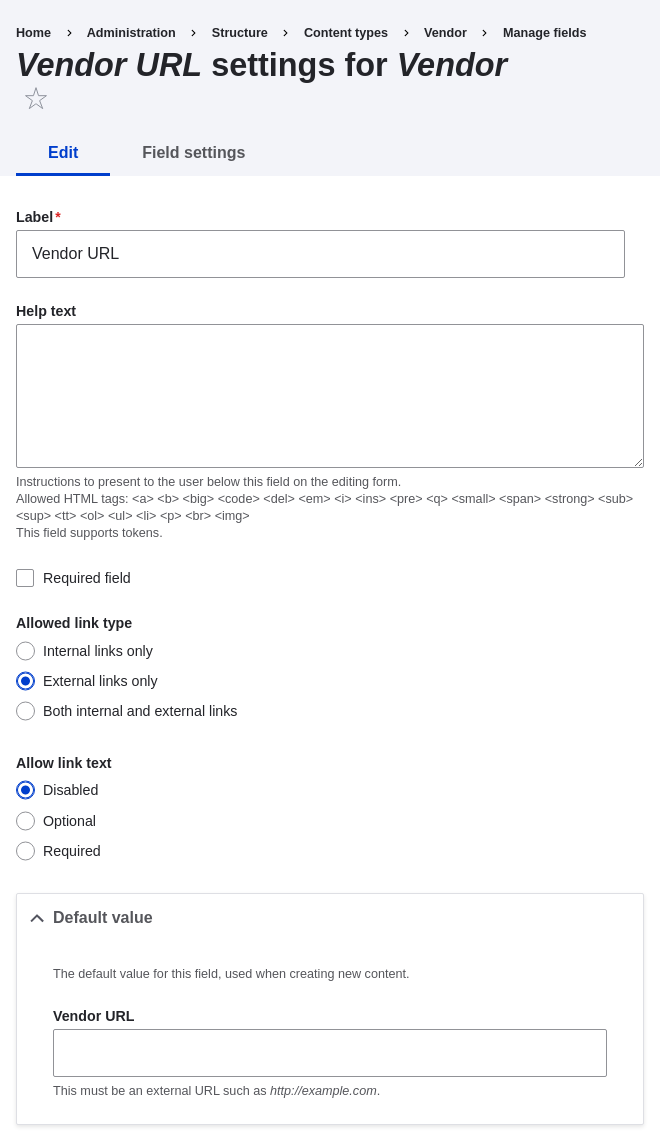 Home > Administration > Structure > Content types > Vendor > Manage fields
Vendor URL settings for Vendor
Edit Field settings
Label*
Vendor URL
Help text
Instructions to present to the user below this field on the editing form.
Allowed HTML tags: <a> <b> <big> <code> <del> <em> <i> <ins> <pre> <q> <small> <span> <strong> <sub>
<sup> <tt> <ol> <ul> <li> <p> <br> <img>
This field supports tokens.
Required field
Allowed link type
Internal links only
External links only
Both internal and external links
Allow link text
Disabled
Optional
Required
Default value
The default value for this field, used when creating new content.
Vendor URL
This must be an external URL such as http://example.com.